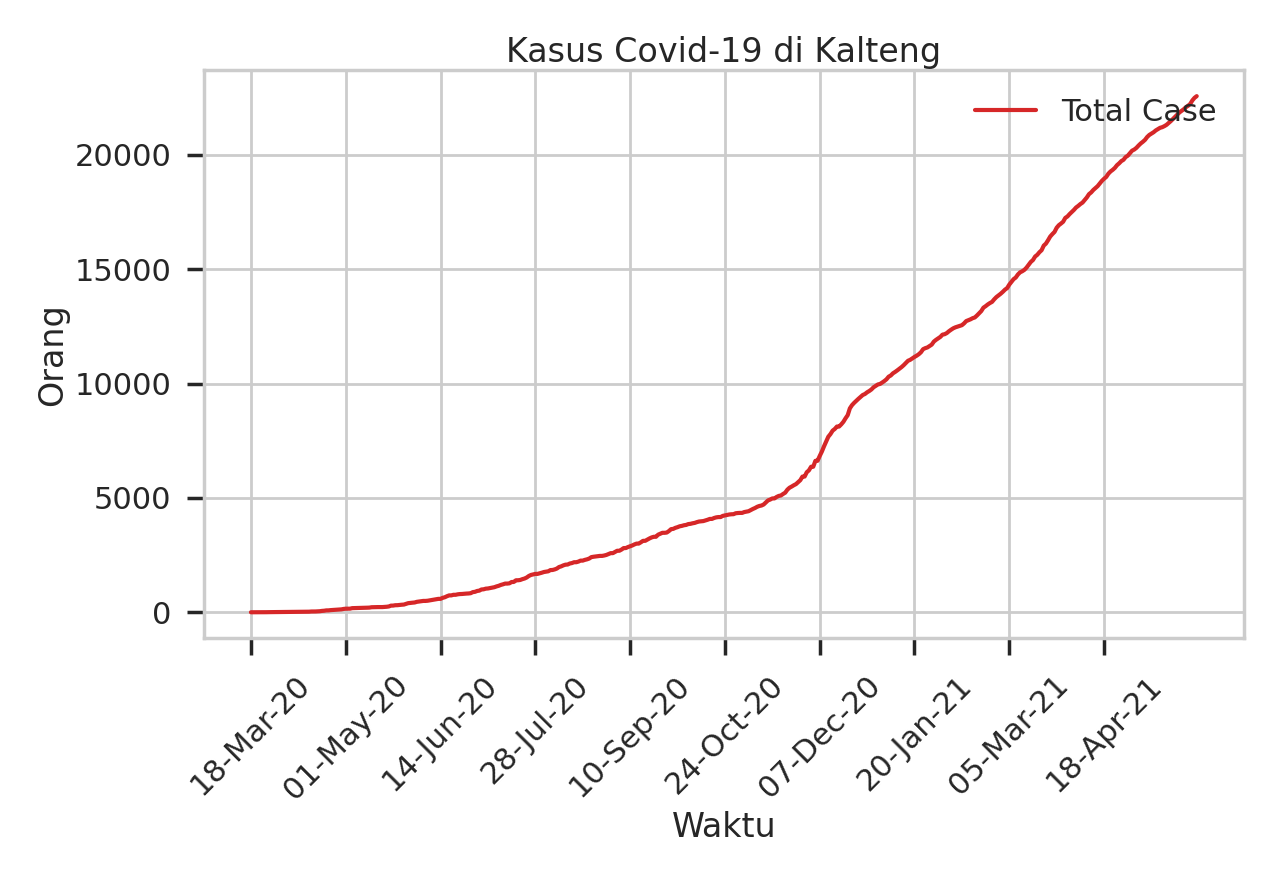 Kasus Covid-19 di Kalteng
Total Case
20000
15000
10000
5000
0
Orang
18-Mar-20
01-May-20
14-Jun-20
28-Jul-20
10-Sep-20
24-Oct-20
07-Dec-20
20-Jan-21
05-Mar-21
18-Apr-21
Waktu